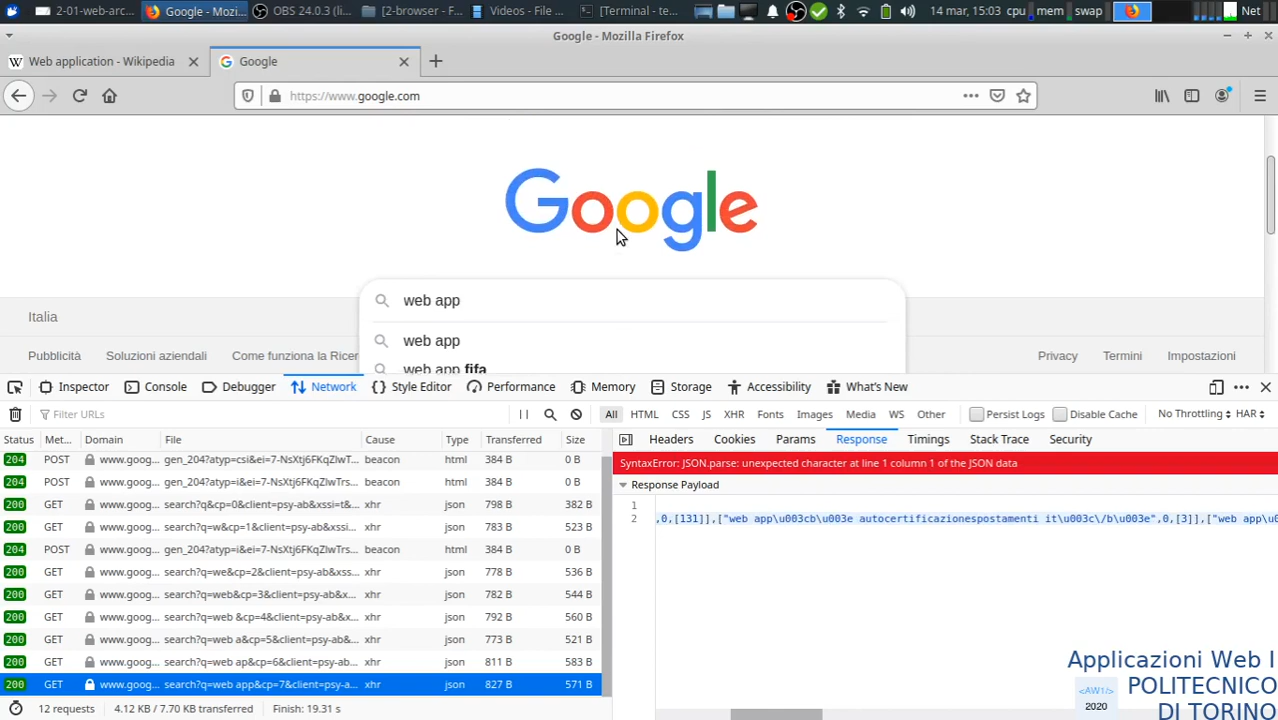 2-01-web-arc...
Google - Mozi...
OBS 24.0.3 (li...
[2-browser - F...
Videos - File ...
[Terminal - te...
14 mar, 15:03 cpu mem swap Net
Google - Mozilla Firefox
W Web application - Wikipedia
G Google
https://www.google.com
Google
web app
web app
web app fifa
Italia
Pubblicità Soluzioni aziendali Come funziona la Ricer
Privacy Termini Impostazioni
Inspector Console Debugger Network Style Editor Performance Memory Storage Accessibility What's New
Filter URLs
All HTML CSS JS XHR Fonts Images Media WS Other Persist Logs Disable Cache No Throttling HAR
Status Met... Domain File Cause Type Transferred Size
204 POST www.goog... gen_204?atyp=csi&ei=7-NsXtj6FKqZlwT... beacon html 384 B 0 B
204 POST www.goog... gen_204?atyp=i&ei=7-NsXtj6FKqZlwTrs... beacon html 384 B 0 B
200 GET www.goog... search?q&cp=0&client=psy-ab&xssi=t&... xhr json 798 B 382 B
200 GET www.goog... search?q=w&cp=1&client=psy-ab&xssi... xhr json 783 B 523 B
204 POST www.goog... gen_204?atyp=i&ei=7-NsXtj6FKqZlwTrs... beacon html 384 B 0 B
200 GET www.goog... search?q=we&cp=2&client=psy-ab&xss... xhr json 778 B 536 B
200 GET www.goog... search?q=web&cp=3&client=psy-ab&x... xhr json 782 B 544 B
200 GET www.goog... search?q=web &cp=4&client=psy-ab&... xhr json 792 B 560 B
200 GET www.goog... search?q=web a&cp=5&client=psy-ab&... xhr json 773 B 521 B
200 GET www.goog... search?q=web ap&cp=6&client=psy-ab... xhr json 811 B 583 B
200 GET www.goog... search?q=web app&cp=7&client=psy-a... xhr json 827 B 571 B
12 requests 4.12 KB / 7.70 KB transferred Finish: 19.31 s
Headers Cookies Params Response Timings Stack Trace Security
SyntaxError: JSON.parse: unexpected character at line 1 column 1 of the JSON data
Response Payload
1
2 ,0,[131]],["web app\u003cb\u003e autocertificazionespostamenti it\u003c\/b\u003e",0,[3]],["web app\u0
Applicazioni Web I
<AW1/>
2020
POLITECNICO
DI TORINO